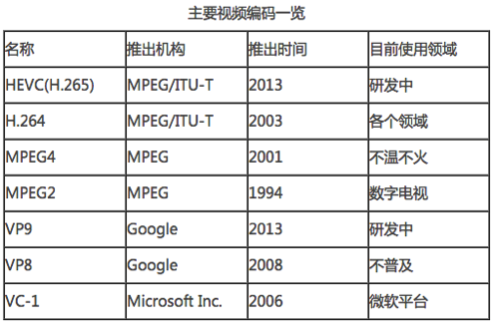 主要视频编码一览
名称 推出机构 推出时间 目前使用领域
HEVC(H.265) MPEG/ITU-T 2013 研发中
H.264 MPEG/ITU-T 2003 各个领域
MPEG4 MPEG 2001 不温不火
MPEG2 MPEG 1994 数字电视
VP9 Google 2013 研发中
VP8 Google 2008 不普及
VC-1 Microsoft Inc. 2006 微软平台